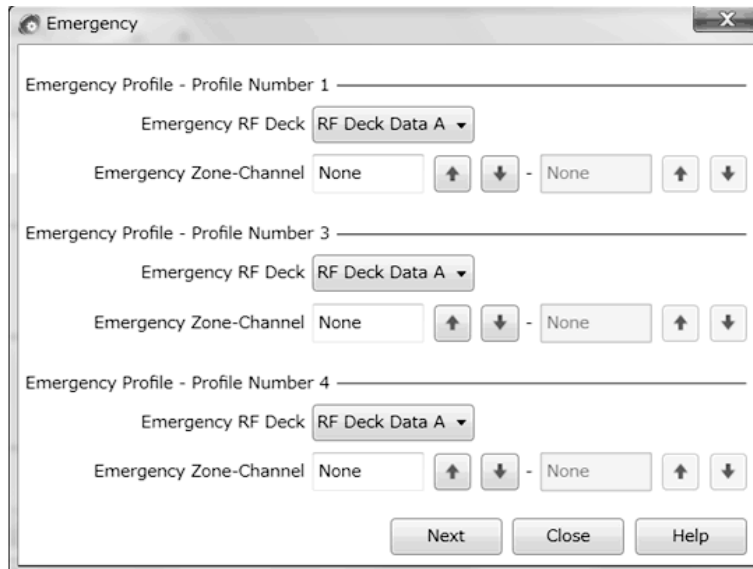 Emergency
Emergency Profile - Profile Number 1
Emergency RF Deck RF Deck Data A
Emergency Zone-Channel None - None
Emergency Profile - Profile Number 3
Emergency RF Deck RF Deck Data A
Emergency Zone-Channel None - None
Emergency Profile - Profile Number 4
Emergency RF Deck RF Deck Data A
Emergency Zone-Channel None - None
Next Close Help